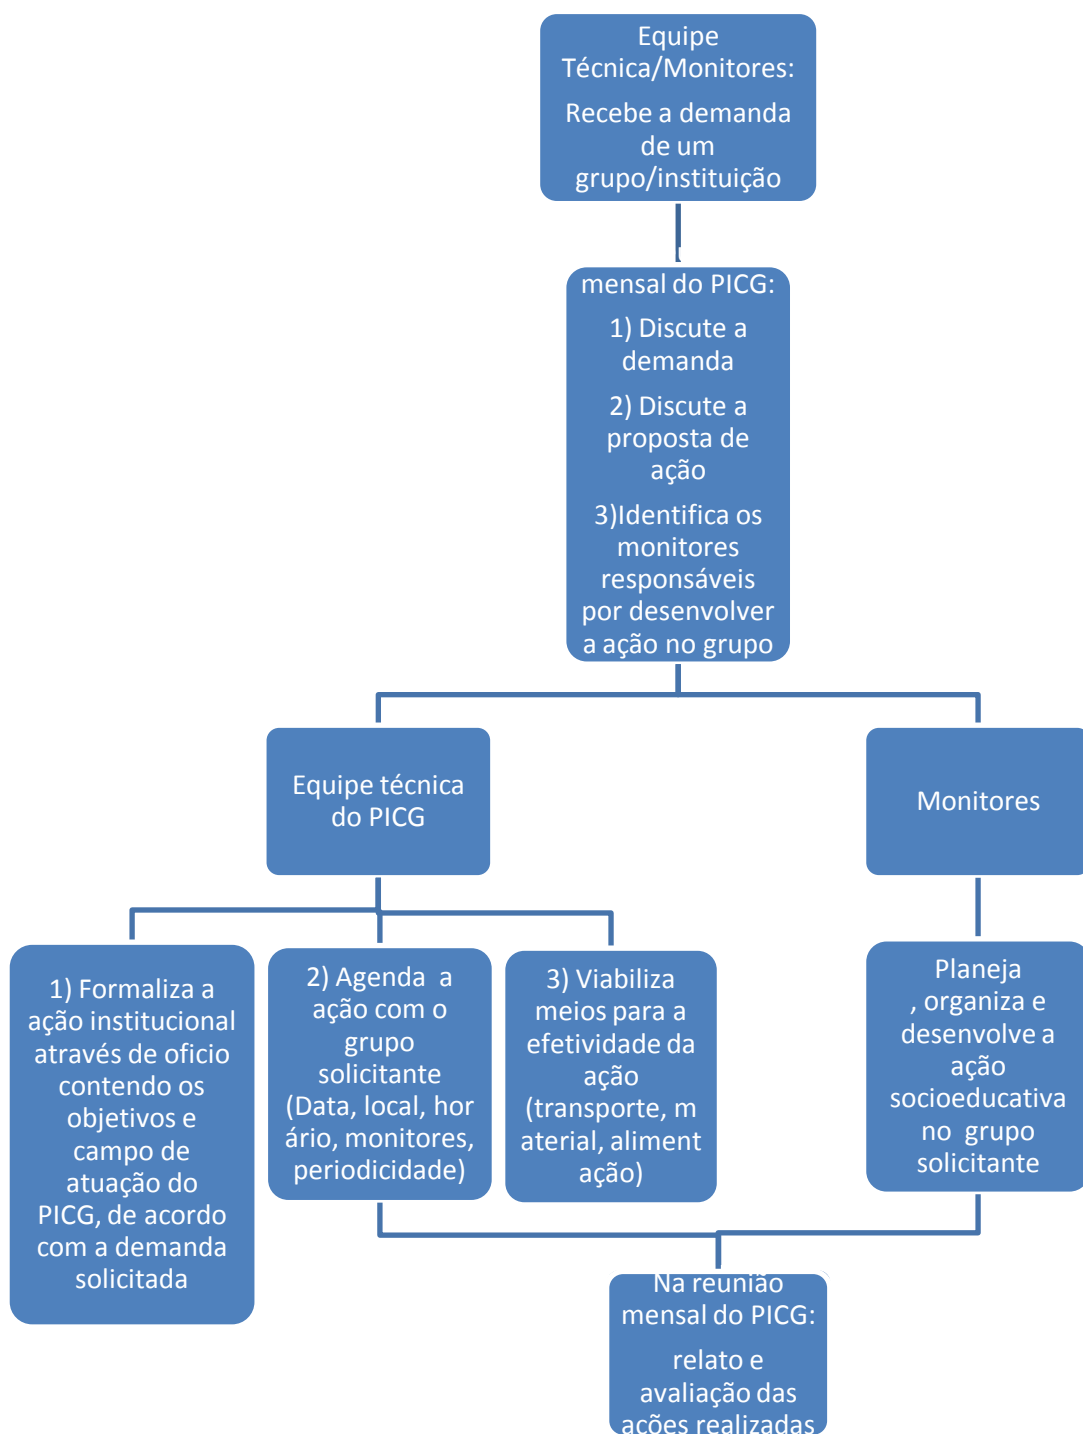 Equipe
Técnica/Monitores:
Recebe a demanda
de um
grupo/instituição
mensal do PICG:
1) Discute a
demanda
2) Discute a
proposta de
ação
3)Identifica os
monitores
responsáveis
por desenvolver
a ação no grupo
Equipe técnica
do PICG
Monitores
1) Formaliza a
ação institucional
através de oficio
contendo os
objetivos e
campo de
atuação do
PICG, de acordo
com a demanda
solicitada
2) Agenda a
ação com o
grupo
solicitante
(Data, local, hor
ário, monitores,
periodicidade)
3) Viabiliza
meios para a
efetividade da
ação
(transporte, m
aterial, aliment
ação)
Planeja
, organiza e
desenvolve a
ação
socioeducativa
no grupo
solicitante
Na reunião
mensal do PICG:
relato e
avaliação das
ações realizadas